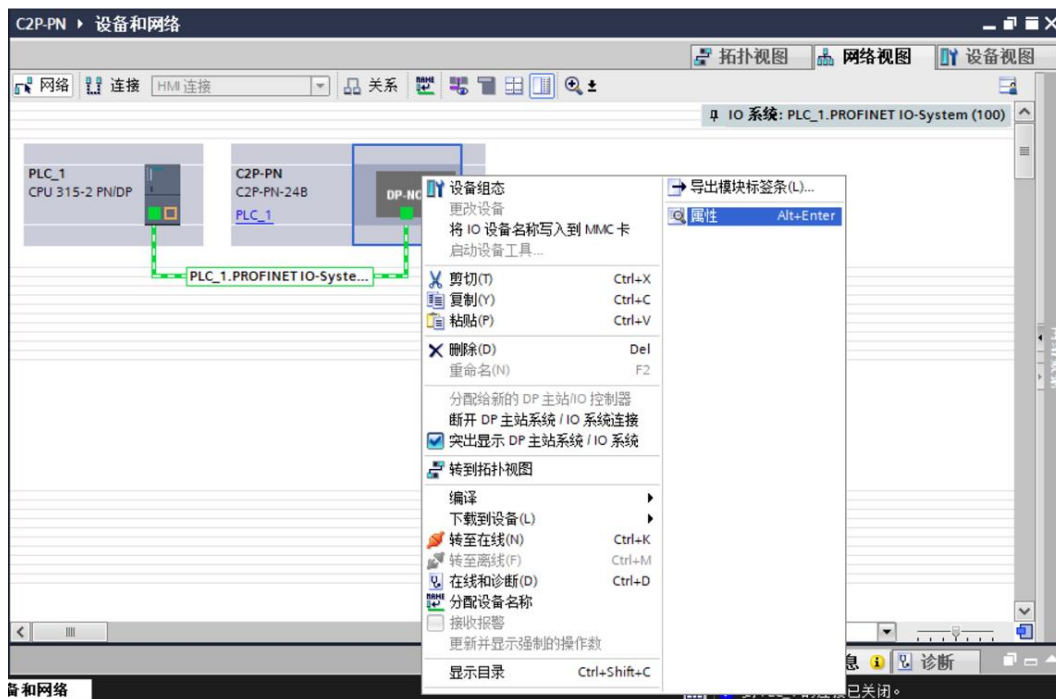 C2P-PN ▸ 设备和网络
拓扑视图 网络视图 设备视图
网络 连接 HMI 连接 关系
IO 系统: PLC_1.PROFINET IO-System (100)
PLC_1
CPU 315-2 PN/DP
C2P-PN
C2P-PN-24B
PLC_1
DP-NO
PLC_1.PROFINET IO-Syste...
设备组态
更改设备
将 IO 设备名称写入到 MMC 卡
启动设备工具...
剪切(T) Ctrl+X
复制(Y) Ctrl+C
粘贴(P) Ctrl+V
删除(D) Del
重命名(N) F2
分配给新的 DP 主站/IO 控制器
断开 DP 主站系统 / IO 系统连接
突出显示 DP 主站系统 / IO 系统
转到拓扑视图
编译
下载到设备(L)
转至在线(N) Ctrl+K
转至离线(F) Ctrl+M
在线和诊断(D) Ctrl+D
分配设备名称
接收报警
更新并显示强制的操作数
显示目录 Ctrl+Shift+C
导出模块标签条(L)...
属性 Alt+Enter
息 诊断
备和网络
的连接已关闭。